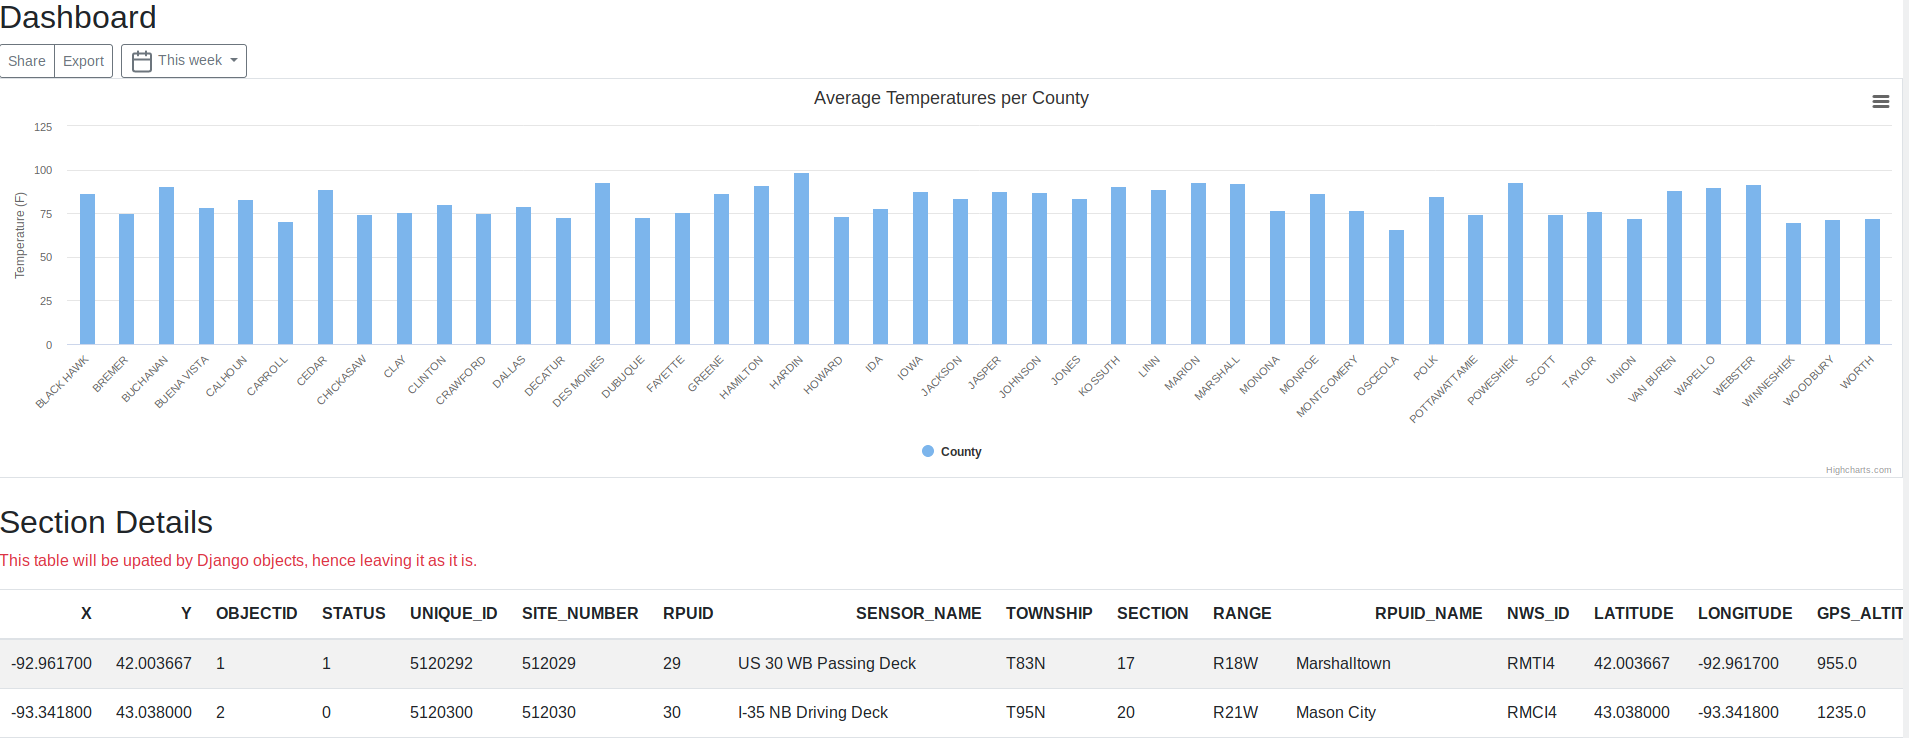 Dashboard
Share Export This week
Average Temperatures per County
125
100
75
50
25
0
Temperature (F)
BLACK HAWK BREMER BUCHANAN BUENA VISTA CALHOUN CARROLL CEDAR CHICKASAW CLAY CLINTON CRAWFORD DALLAS DECATUR DES MOINES DUBUQUE FAYETTE GREENE HAMILTON HARDIN HOWARD IDA IOWA JACKSON JASPER JOHNSON JONES KOSSUTH LINN MARION MARSHALL MONONA MONROE MONTGOMERY OSCEOLA POLK POTTAWATTAMIE POWESHIEK SCOTT TAYLOR UNION VAN BUREN WAPELLO WEBSTER WINNESHIEK WOODBURY WORTH
County
Highcharts.com
Section Details
This table will be upated by Django objects, hence leaving it as it is.
X Y OBJECTID STATUS UNIQUE_ID SITE_NUMBER RPUID SENSOR_NAME TOWNSHIP SECTION RANGE RPUID_NAME NWS_ID LATITUDE LONGITUDE GPS_ALTIT
-92.961700 42.003667 1 1 5120292 512029 29 US 30 WB Passing Deck T83N 17 R18W Marshalltown RMTI4 42.003667 -92.961700 955.0
-93.341800 43.038000 2 0 5120300 512030 30 I-35 NB Driving Deck T95N 20 R21W Mason City RMCI4 43.038000 -93.341800 1235.0